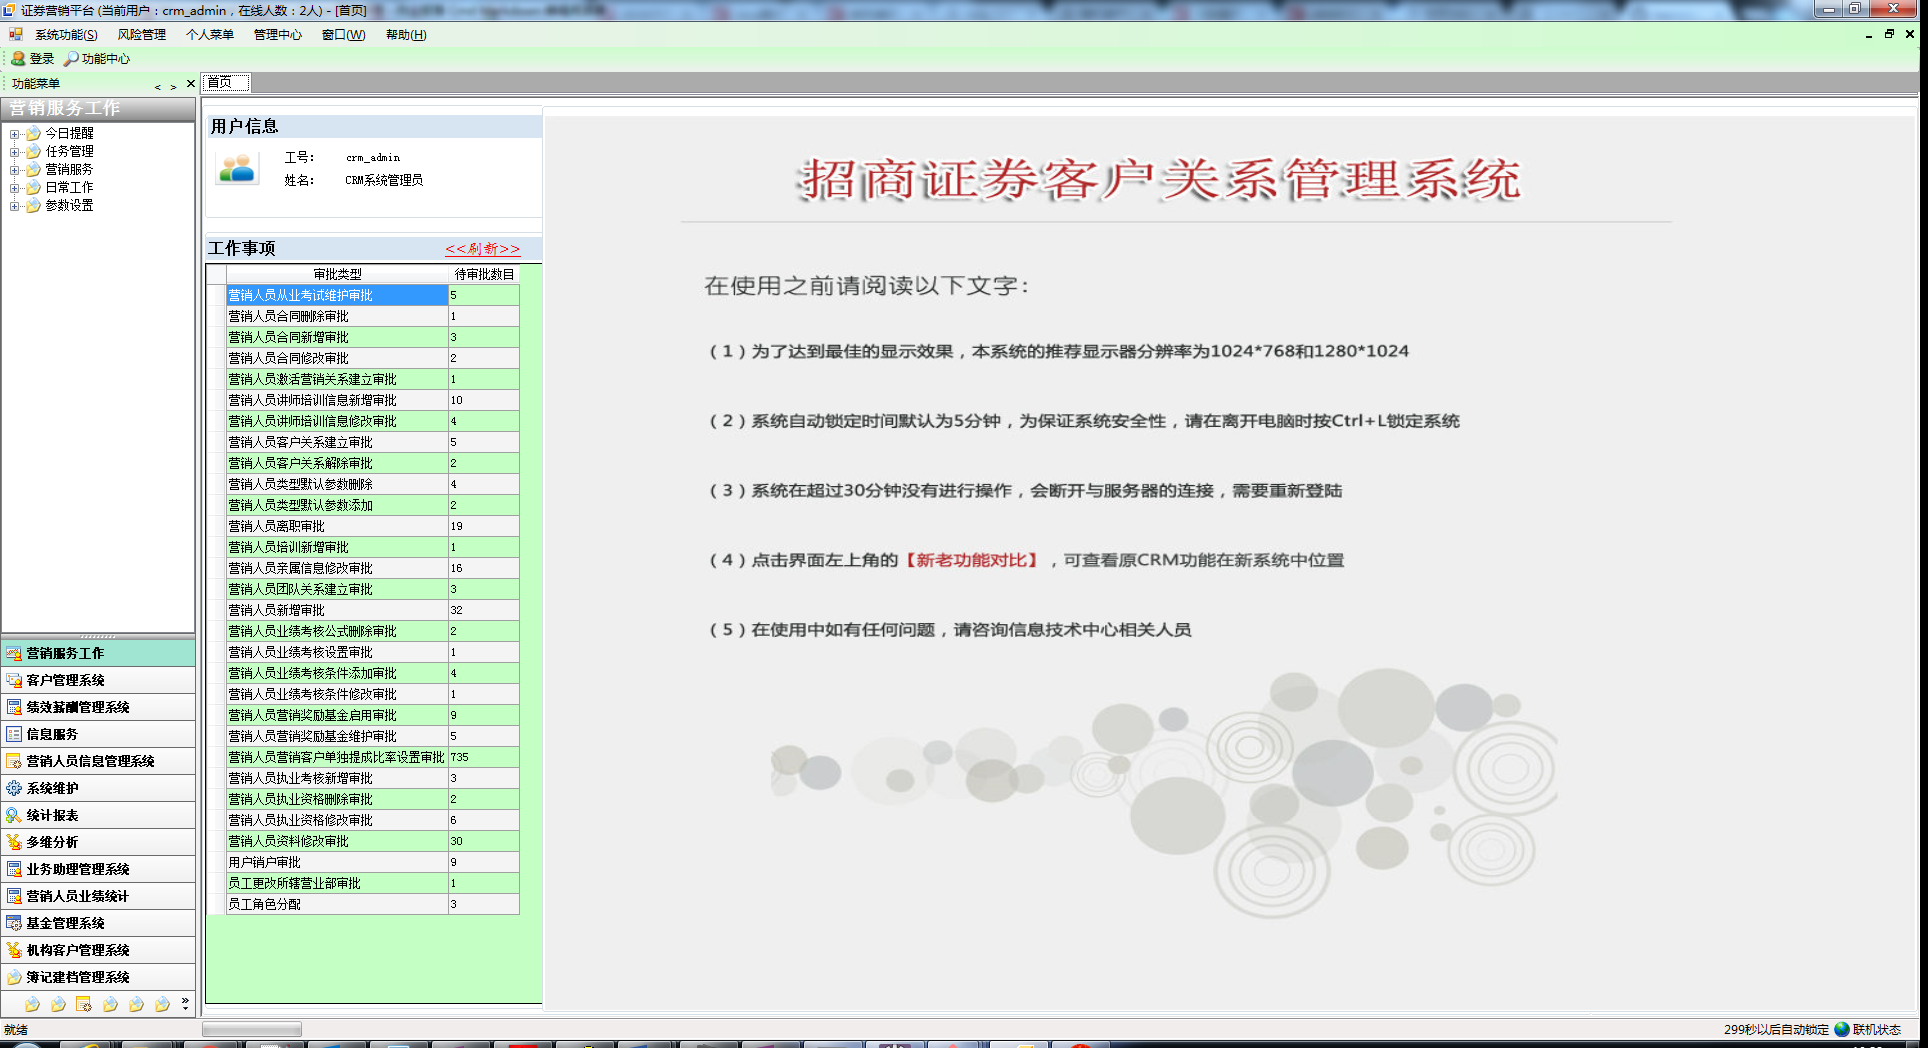 证券营销平台 (当前用户：crm_admin，在线人数：2人) - [首页]
系统功能(S) 风险管理 个人菜单 管理中心 窗口(W) 帮助(H)
登录 功能中心
功能菜单 < > ×
首页
营销服务工作
今日提醒
任务管理
营销服务
日常工作
参数设置
营销服务工作
客户管理系统
绩效薪酬管理系统
信息服务
营销人员信息管理系统
系统维护
统计报表
多维分析
业务助理管理系统
营销人员业绩统计
基金管理系统
机构客户管理系统
簿记建档管理系统
用户信息
工号： crm_admin
姓名： CRM系统管理员
工作事项 <<刷新>>
审批类型 待审批数目
营销人员从业考试维护审批 5
营销人员合同删除审批 1
营销人员合同新增审批 3
营销人员合同修改审批 2
营销人员激活营销关系建立审批 1
营销人员讲师培训信息新增审批 10
营销人员讲师培训信息修改审批 4
营销人员客户关系建立审批 5
营销人员客户关系解除审批 2
营销人员类型默认参数删除 4
营销人员类型默认参数添加 2
营销人员离职审批 19
营销人员培训新增审批 1
营销人员亲属信息修改审批 16
营销人员团队关系建立审批 3
营销人员新增审批 32
营销人员业绩考核公式删除审批 2
营销人员业绩考核设置审批 1
营销人员业绩考核条件添加审批 4
营销人员业绩考核条件修改审批 1
营销人员营销奖励基金启用审批 9
营销人员营销奖励基金维护审批 5
营销人员营销客户单独提成比率设置审批 735
营销人员执业考核新增审批 3
营销人员执业资格删除审批 2
营销人员执业资格修改审批 6
营销人员资料修改审批 30
用户销户审批 9
员工更改所辖营业部审批 1
员工角色分配 3
招商证券客户关系管理系统
在使用之前请阅读以下文字：
（1）为了达到最佳的显示效果，本系统的推荐显示器分辨率为1024*768和1280*1024
（2）系统自动锁定时间默认为5分钟，为保证系统安全性，请在离开电脑时按Ctrl+L锁定系统
（3）系统在超过30分钟没有进行操作，会断开与服务器的连接，需要重新登陆
（4）点击界面左上角的【新老功能对比】，可查看原CRM功能在新系统中位置
（5）在使用中如有任何问题，请咨询信息技术中心相关人员
就绪
299秒以后自动锁定 联机状态